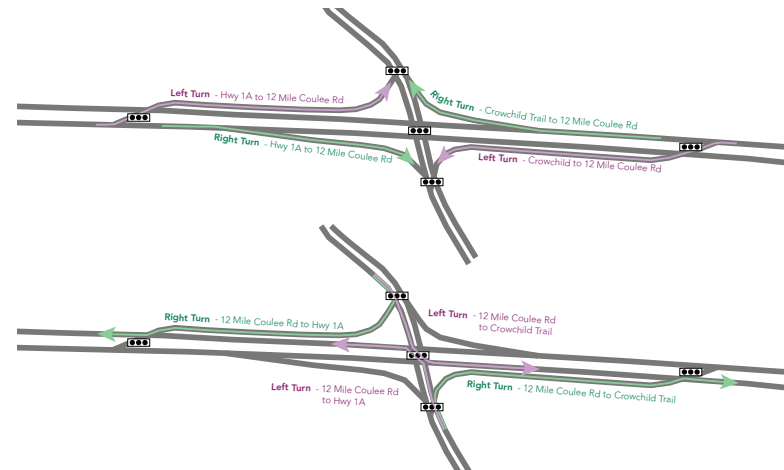 Left Turn - Hwy 1A to 12 Mile Coulee Rd
Right Turn - Crowchild Trail to 12 Mile Coulee Rd
Right Turn - Hwy 1A to 12 Mile Coulee Rd
Left Turn - Crowchild to 12 Mile Coulee Rd
Right Turn - 12 Mile Coulee Rd to Hwy 1A
Left Turn - 12 Mile Coulee Rd
to Crowchild Trail
Left Turn - 12 Mile Coulee Rd
to Hwy 1A
Right Turn - 12 Mile Coulee Rd to Crowchild Trail